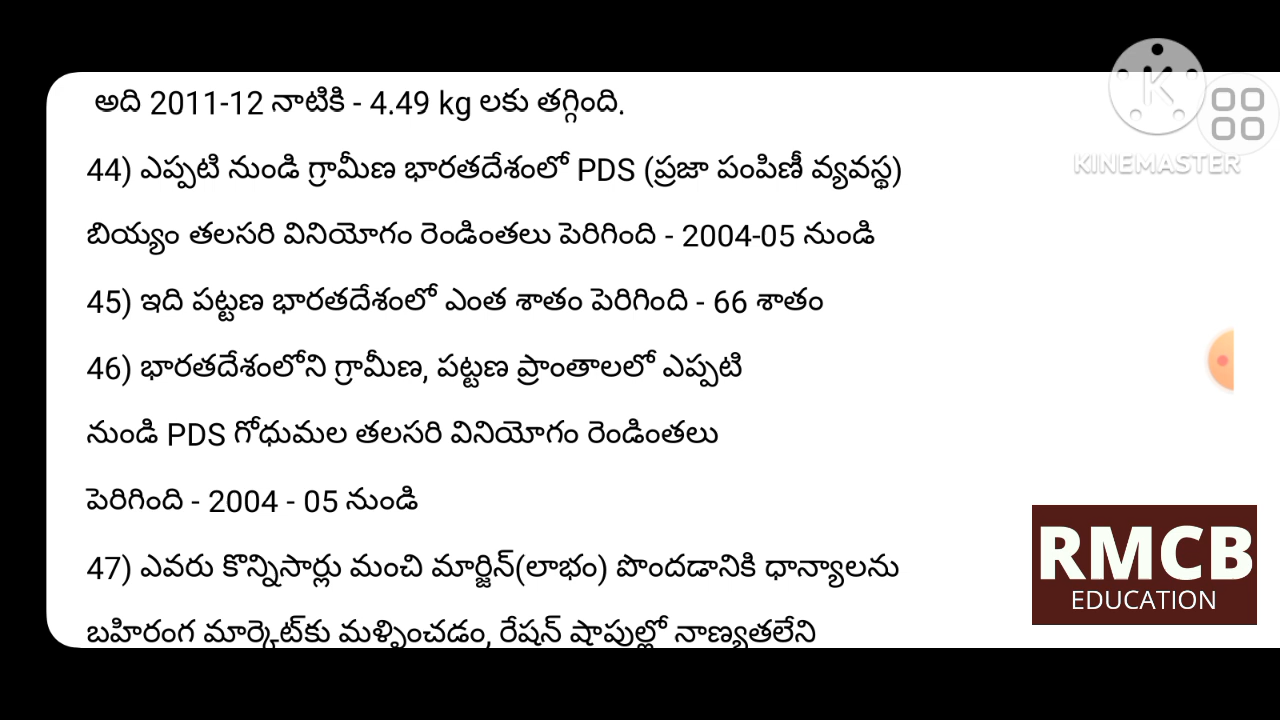 అది 2011-12 నాటికి - 4.49 kg లకు తగ్గింది.
44) ఎప్పటి నుండి గ్రామీణ భారతదేశంలో PDS (ప్రజా పంపిణీ వ్యవస్థ)
బియ్యం తలసరి వినియోగం రెండింతలు పెరిగింది - 2004-05 నుండి
45) ఇది పట్టణ భారతదేశంలో ఎంత శాతం పెరిగింది - 66 శాతం
46) భారతదేశంలోని గ్రామీణ, పట్టణ ప్రాంతాలలో ఎప్పటి
నుండి PDS గోధుమల తలసరి వినియోగం రెండింతలు
పెరిగింది - 2004 - 05 నుండి
47) ఎవరు కొన్నిసార్లు మంచి మార్జిన్(లాభం) పొందడానికి ధాన్యాలను
బహిరంగ మార్కెట్‌కు మళ్ళించడం, రేషన్ షాపుల్లో నాణ్యతలేని
K
KINEMASTER
RMCB
EDUCATION